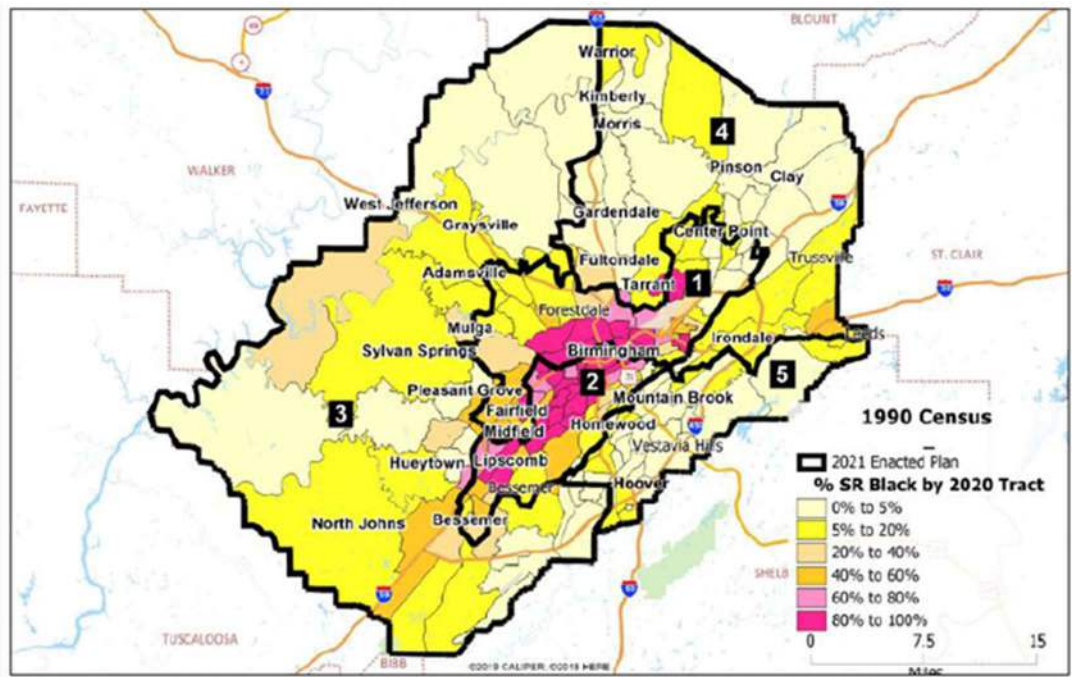 BLOUNT
65
Warrior
Kimberly
Morris
4
Pinson
Clay
WALKER
FAYETTE
West Jefferson
Gardendale
Graysville
Center Point
Fultondale
Trussville
ST. CLAIR
Adamsville
Tarrant
1
Forestdale
Mulga
Irondale
Leeds
Sylvan Springs
Birmingham
2
5
Pleasant Grove
Mountain Brook
3
Fairfield
1990 Census
Midfield
Homewood
Vestavia Hills
2021 Enacted Plan
Hueytown
Lipscomb
% SR Black by 2020 Tract
Bessemer
Hoover
0% to 5%
North Johns
Bessemer
5% to 20%
20% to 40%
40% to 60%
SHELB
60% to 80%
80% to 100%
TUSCALOOSA
0 7.5 15
BIBB
Miles
©2019 CALIPER; ©2018 HERE